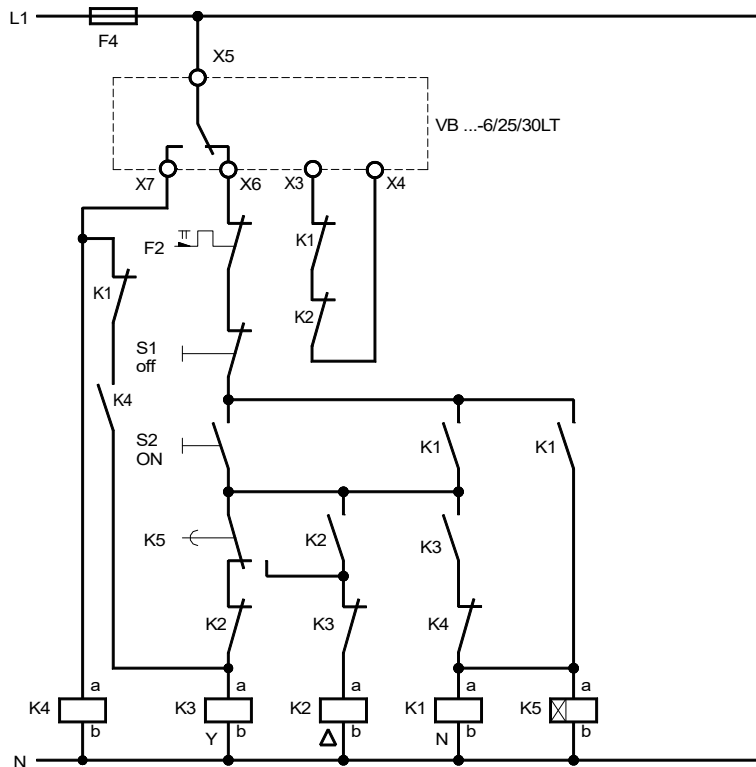 L1
F4
X5
VB ...-6/25/30LT
X7
X6
X3
X4
F2
K1
K1
K2
S1
off
K4
S2
ON
K1
K1
K5
K2
K3
K2
K3
K4
K4
a
b
K3
a
b
Y
K2
a
b
Δ
K1
a
b
N
K5
a
b
N